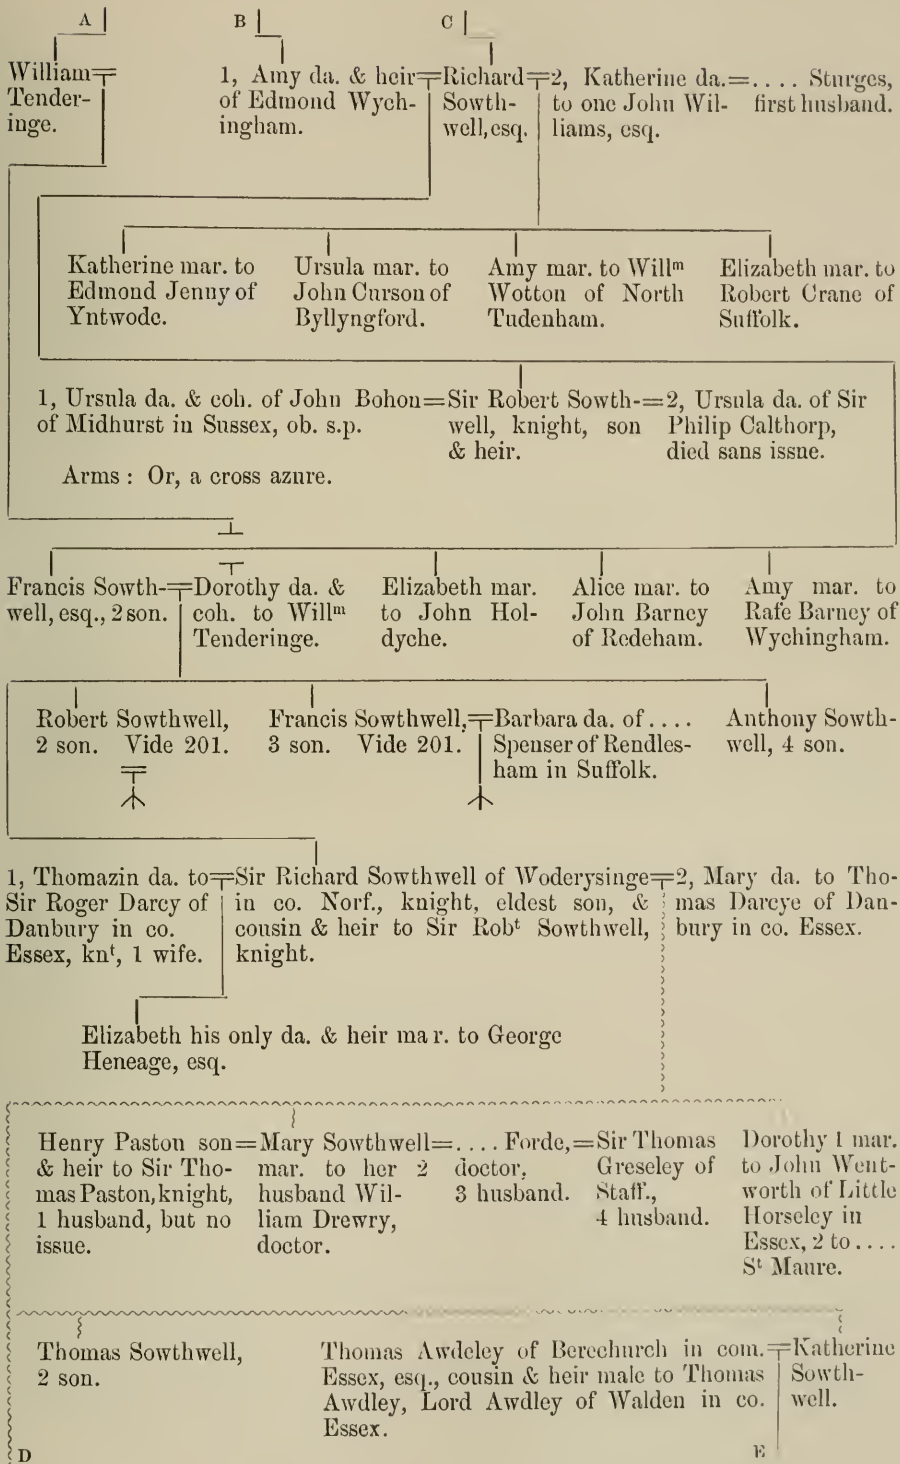 A B C
William
Tender-
inge.
1, Amy da. & heir
of Edmond Wych-
ingham.
Richard
Sowth-
well, esq.
2, Katherine da.
to one John Wil-
liams, esq.
=.... Sturges,
first husband.
Katherine mar. to
Edmond Jenny of
Yntwode.
Ursula mar. to
John Curson of
Byllyngford.
Amy mar. to Willᵐ
Wotton of North
Tudenham.
Elizabeth mar. to
Robert Crane of
Suffolk.
1, Ursula da. & coh. of John Bohon
of Midhurst in Sussex, ob. s.p.
Arms : Or, a cross azure.
=Sir Robert Sowth-
well, knight, son
& heir.
=2, Ursula da. of Sir
Philip Calthorp,
died sans issue.
Francis Sowth-
well, esq., 2 son.
Dorothy da. &
coh. to Willᵐ
Tenderinge.
Elizabeth mar.
to John Hol-
dyche.
Alice mar. to
John Barney
of Redeham.
Amy mar. to
Rafe Barney of
Wychingham.
Robert Sowthwell,
2 son. Vide 201.
Francis Sowthwell,
3 son. Vide 201.
Barbara da. of ....
Spenser of Rendles-
ham in Suffolk.
Anthony Sowth-
well, 4 son.
1, Thomazin da. to
Sir Roger Darcy of
Danbury in co.
Essex, knᵗ, 1 wife.
Sir Richard Sowthwell of Woderysinge
in co. Norf., knight, eldest son, &
cousin & heir to Sir Robᵗ Sowthwell,
knight.
2, Mary da. to Tho-
mas Darcye of Dan-
bury in co. Essex.
Elizabeth his only da. & heir mar. to George
Heneage, esq.
Henry Paston son
& heir to Sir Tho-
mas Paston, knight,
1 husband, but no
issue.
=Mary Sowthwell
mar. to her 2
husband Wil-
liam Drewry,
doctor.
=.... Forde,
doctor,
3 husband.
=Sir Thomas
Greseley of
Staff.,
4 husband.
Dorothy 1 mar.
to John Went-
worth of Little
Horseley in
Essex, 2 to ....
Sᵗ Maure.
Thomas Sowthwell,
2 son.
Thomas Awdeley of Berechurch in com.
Essex, esq., cousin & heir male to Thomas
Awdley, Lord Awdley of Walden in co.
Essex.
Katherine
Sowth-
well.
D E